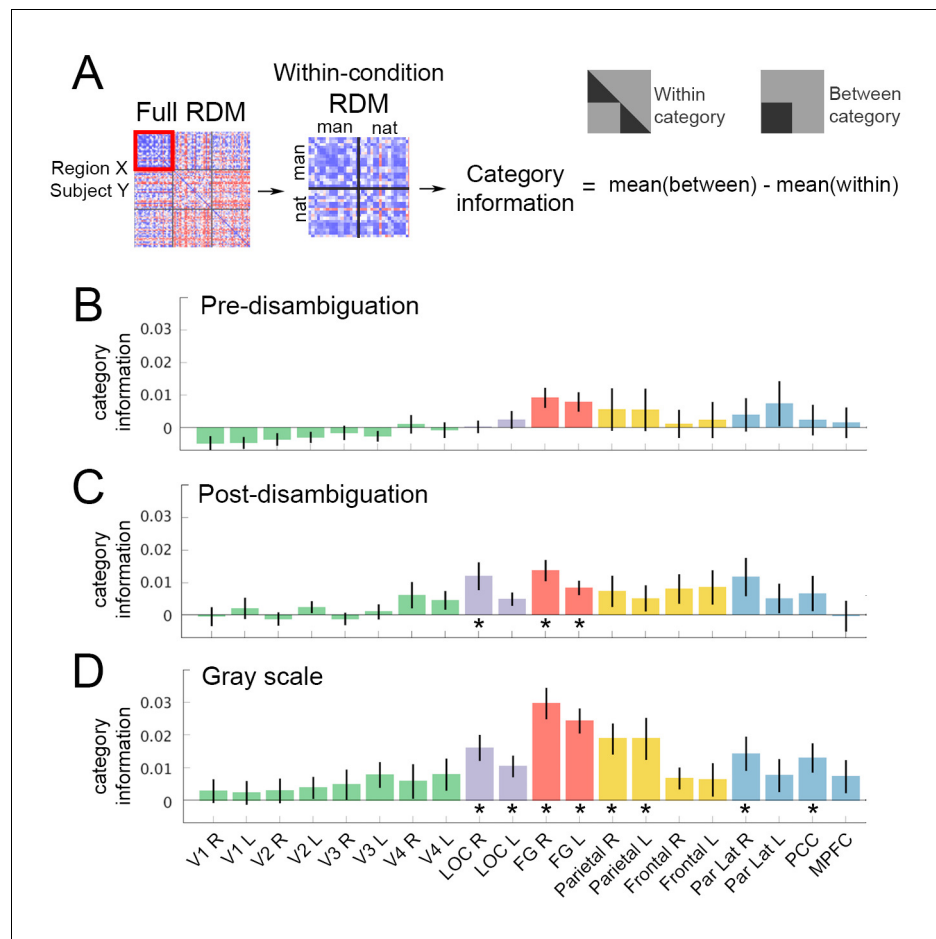 A
Full RDM
Region X
Subject Y
Within-condition
RDM
man nat
man
nat
Within
category
Between
category
Category
information = mean(between) - mean(within)
B
Pre-disambiguation
category
information
0.03
0.02
0.01
0
C
Post-disambiguation
category
information
0.03
0.02
0.01
0
* * *
D
Gray scale
category
information
0.03
0.02
0.01
0
* * * * * * * *
V1 R
V1 L
V2 R
V2 L
V3 R
V3 L
V4 R
V4 L
LOC R
LOC L
FG R
FG L
Parietal R
Parietal L
Frontal R
Frontal L
Par Lat R
Par Lat L
PCC
MPFC